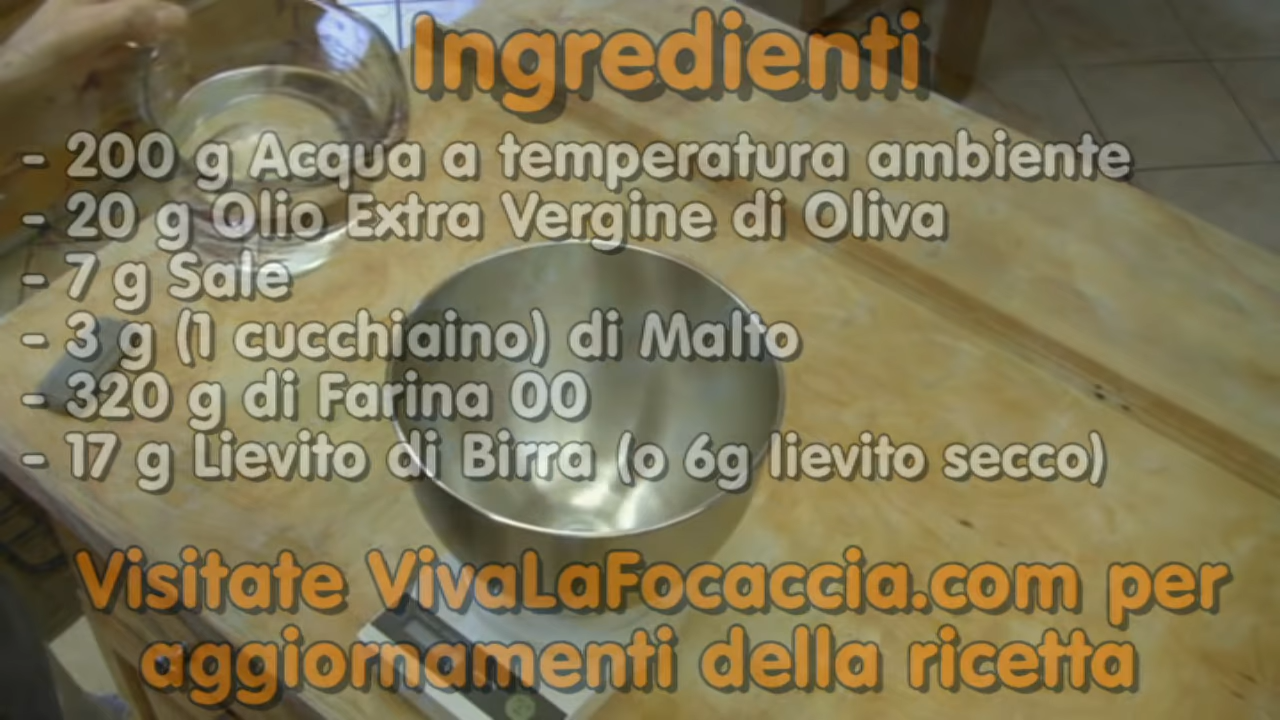 Ingredienti
- 200 g Acqua a temperatura ambiente
- 20 g Olio Extra Vergine di Oliva
- 7 g Sale
- 3 g (1 cucchiaino) di Malto
- 320 g di Farina 00
- 17 g Lievito di Birra (o 6g lievito secco)
Visitate VivaLaFocaccia.com per
aggiornamenti della ricetta